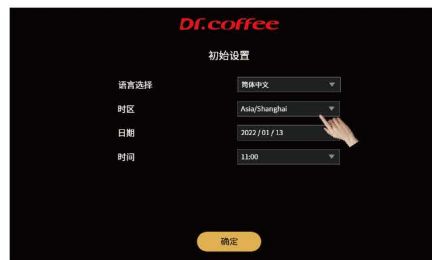 Dr.coffee
初始设置
语言选择 简体中文
时区 Asia/Shanghai
日期 2022 / 01 / 13
时间 11:00
确定